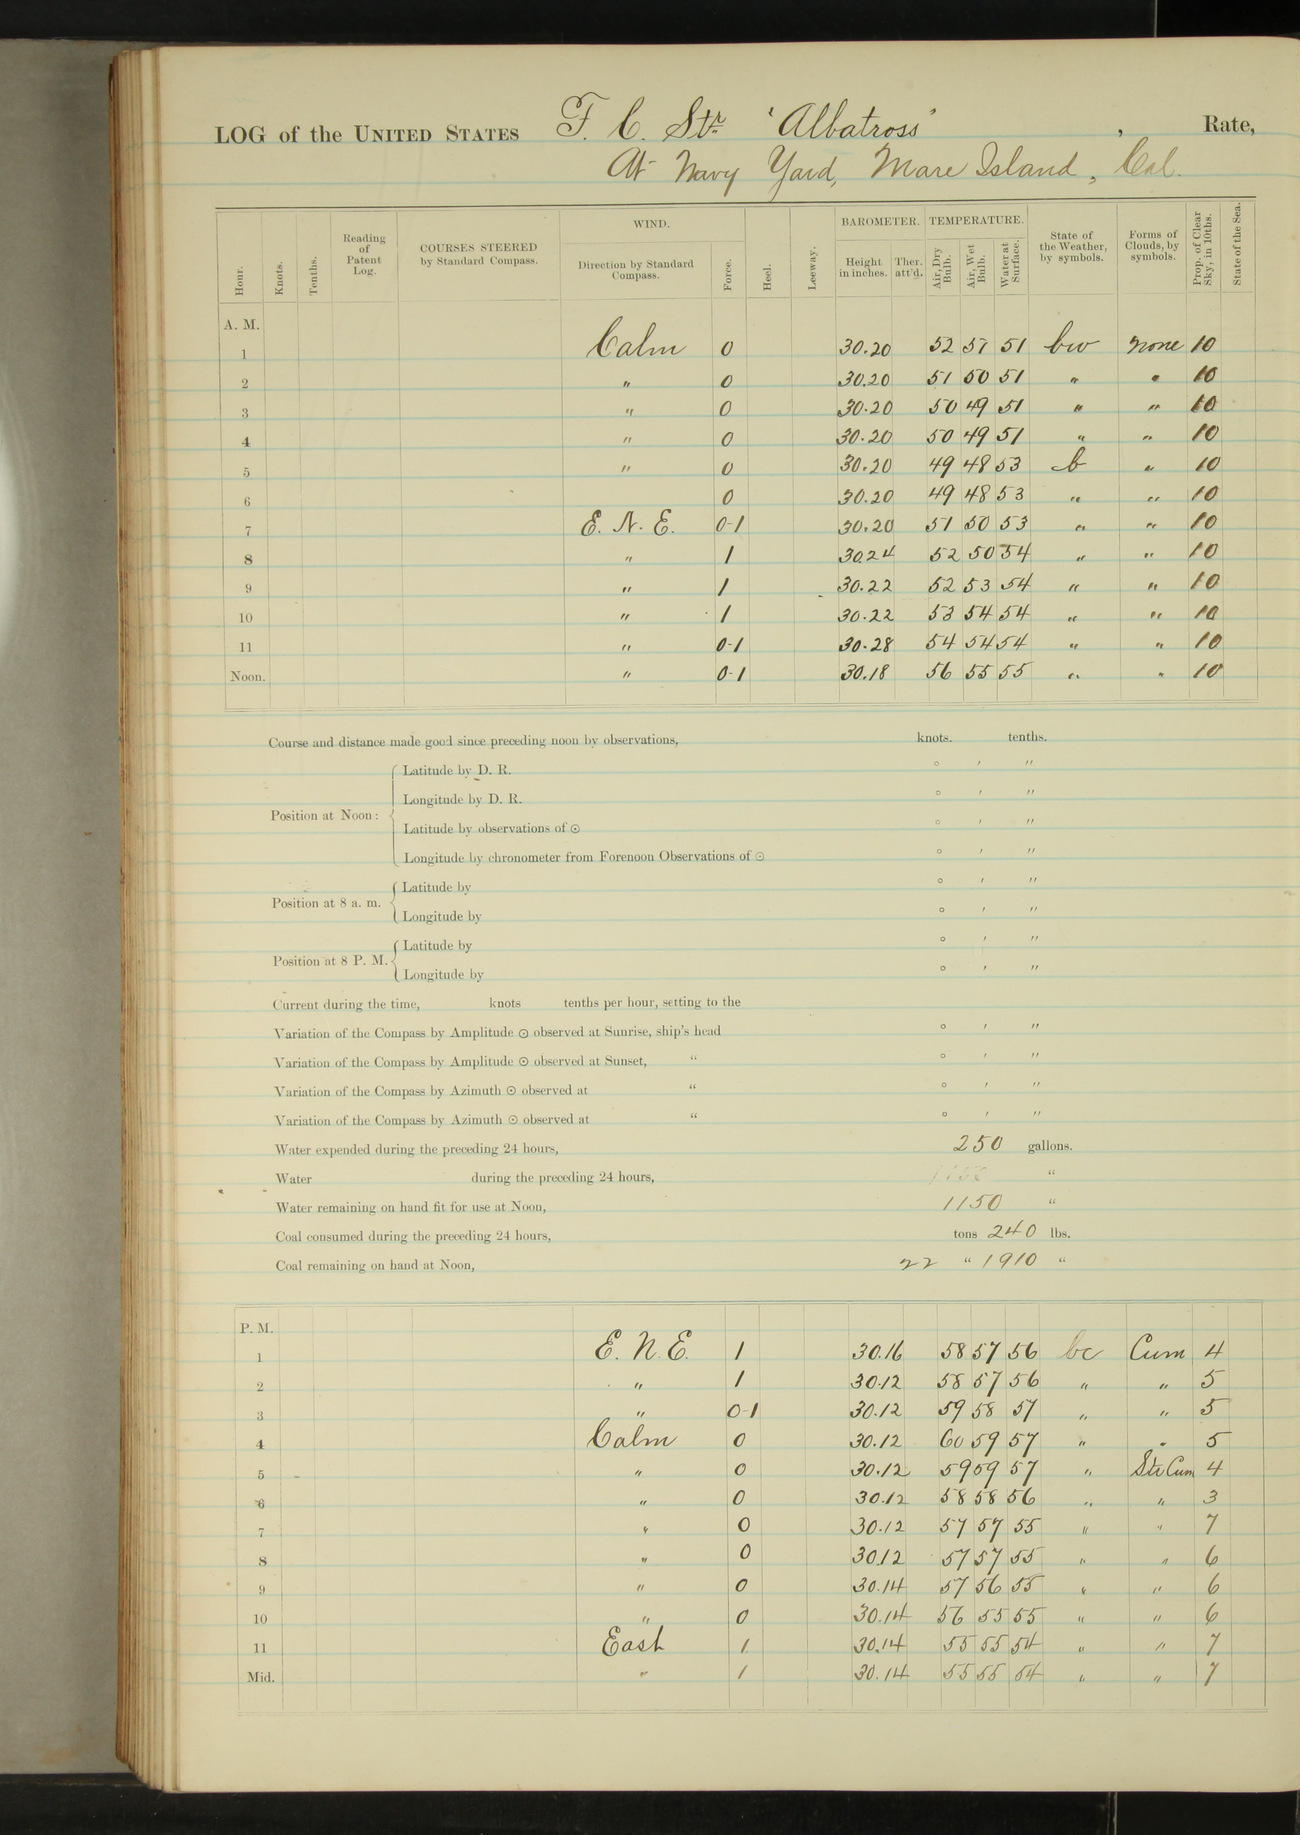 LOG of the UNITED STATES F. C. Str. 'Albatross' , Rate,
At Navy Yard, Mare Island, Cal.
Hour. Knots. Tenths. Reading of Patent Log. COURSES STEERED by Standard Compass. WIND. Direction by Standard Compass. Force. Heel. Leeway. BAROMETER. Height in inches. Ther. att'd. TEMPERATURE. Air, Dry Bulb. Air, Wet Bulb. Water at Surface. State of the Weather, by symbols. Forms of Clouds, by symbols. Prop. of Clear Sky, in 10ths. State of the Sea.
A. M.
1 Calm 0 30.20 52 51 51 bw none 10
2 " 0 30.20 51 50 51 " " 10
3 " 0 30.20 50 49 51 " " 10
4 " 0 30.20 50 49 51 " " 10
5 " 0 30.20 49 48 53 b " 10
6 0 30.20 49 48 53 " " 10
7 E. N. E. 0-1 30.20 51 50 53 " " 10
8 " 1 30.24 52 50 54 " " 10
9 " 1 30.22 52 53 54 " " 10
10 " 1 30.22 53 54 54 " " 10
11 " 0-1 30.28 54 54 54 " " 10
Noon. " 0-1 30.18 56 55 55 " " 10
Course and distance made good since preceding noon by observations, knots. tenths.
Position at Noon:
Latitude by D. R. ° ′ ″
Longitude by D. R. ° ′ ″
Latitude by observations of ☉ ° ′ ″
Longitude by chronometer from Forenoon Observations of ☉ ° ′ ″
Position at 8 a. m.
Latitude by ° ′ ″
Longitude by ° ′ ″
Position at 8 P. M.
Latitude by ° ′ ″
Longitude by ° ′ ″
Current during the time, knots tenths per hour, setting to the
Variation of the Compass by Amplitude ☉ observed at Sunrise, ship's head ° ′ ″
Variation of the Compass by Amplitude ☉ observed at Sunset, " ° ′ ″
Variation of the Compass by Azimuth ☉ observed at " ° ′ ″
Variation of the Compass by Azimuth ☉ observed at " ° ′ ″
Water expended during the preceding 24 hours, 250 gallons.
Water during the preceding 24 hours, "
Water remaining on hand fit for use at Noon, 1150 "
Coal consumed during the preceding 24 hours, tons 240 lbs.
Coal remaining on hand at Noon, 22 " 1910 "
P. M.
1 E. N. E. 1 30.16 58 57 56 bc Cum 4
2 " 1 30.12 58 57 56 " " 5
3 " 0-1 30.12 59 58 57 " " 5
4 Calm 0 30.12 60 59 57 " " 5
5 " 0 30.12 59 59 57 " Str Cum 4
6 " 0 30.12 58 58 56 " " 3
7 " 0 30.12 57 57 55 " " 7
8 " 0 30.12 57 57 55 " " 6
9 " 0 30.14 57 56 55 " " 6
10 " 0 30.14 56 55 55 " " 6
11 East 1 30.14 55 55 54 " " 7
Mid. " 1 30.14 55 55 54 " " 7